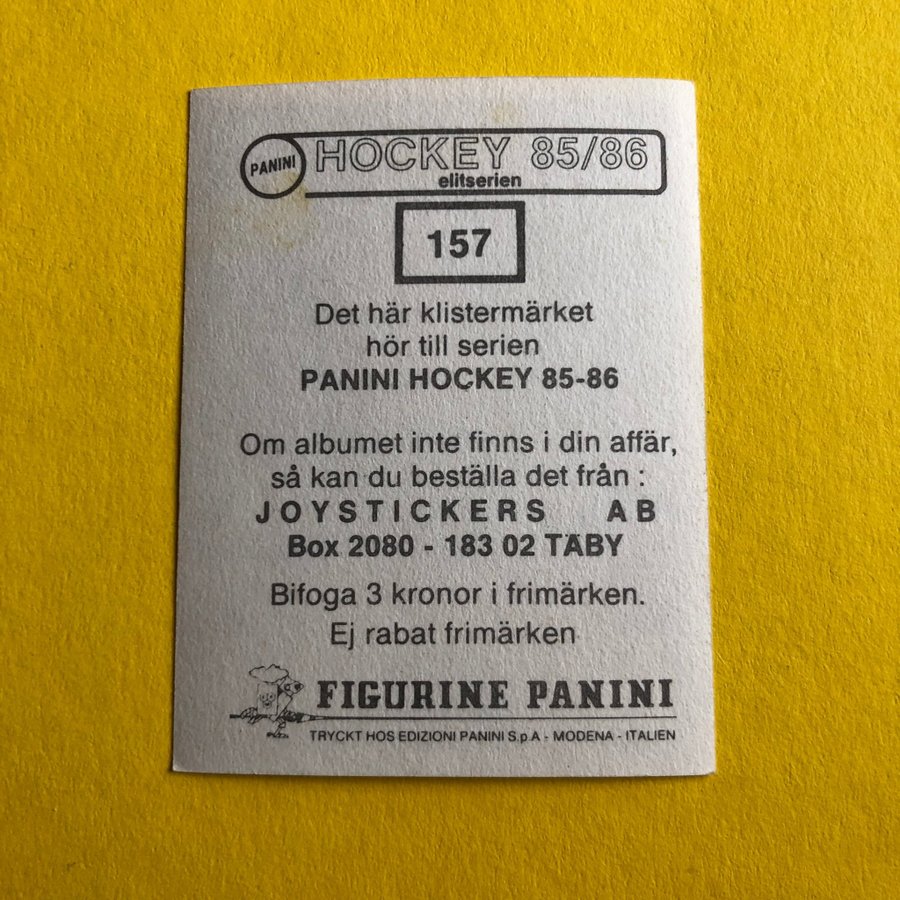 PANINI HOCKEY 85/86
elitserien
157
Det här klistermärket
hör till serien
PANINI HOCKEY 85-86
Om albumet inte finns i din affär,
så kan du beställa det från :
JOYSTICKERS AB
Box 2080 - 183 02 TABY
Bifoga 3 kronor i frimärken.
Ej rabat frimärken
FIGURINE PANINI
TRYCKT HOS EDIZIONI PANINI S.p.A - MODENA - ITALIEN